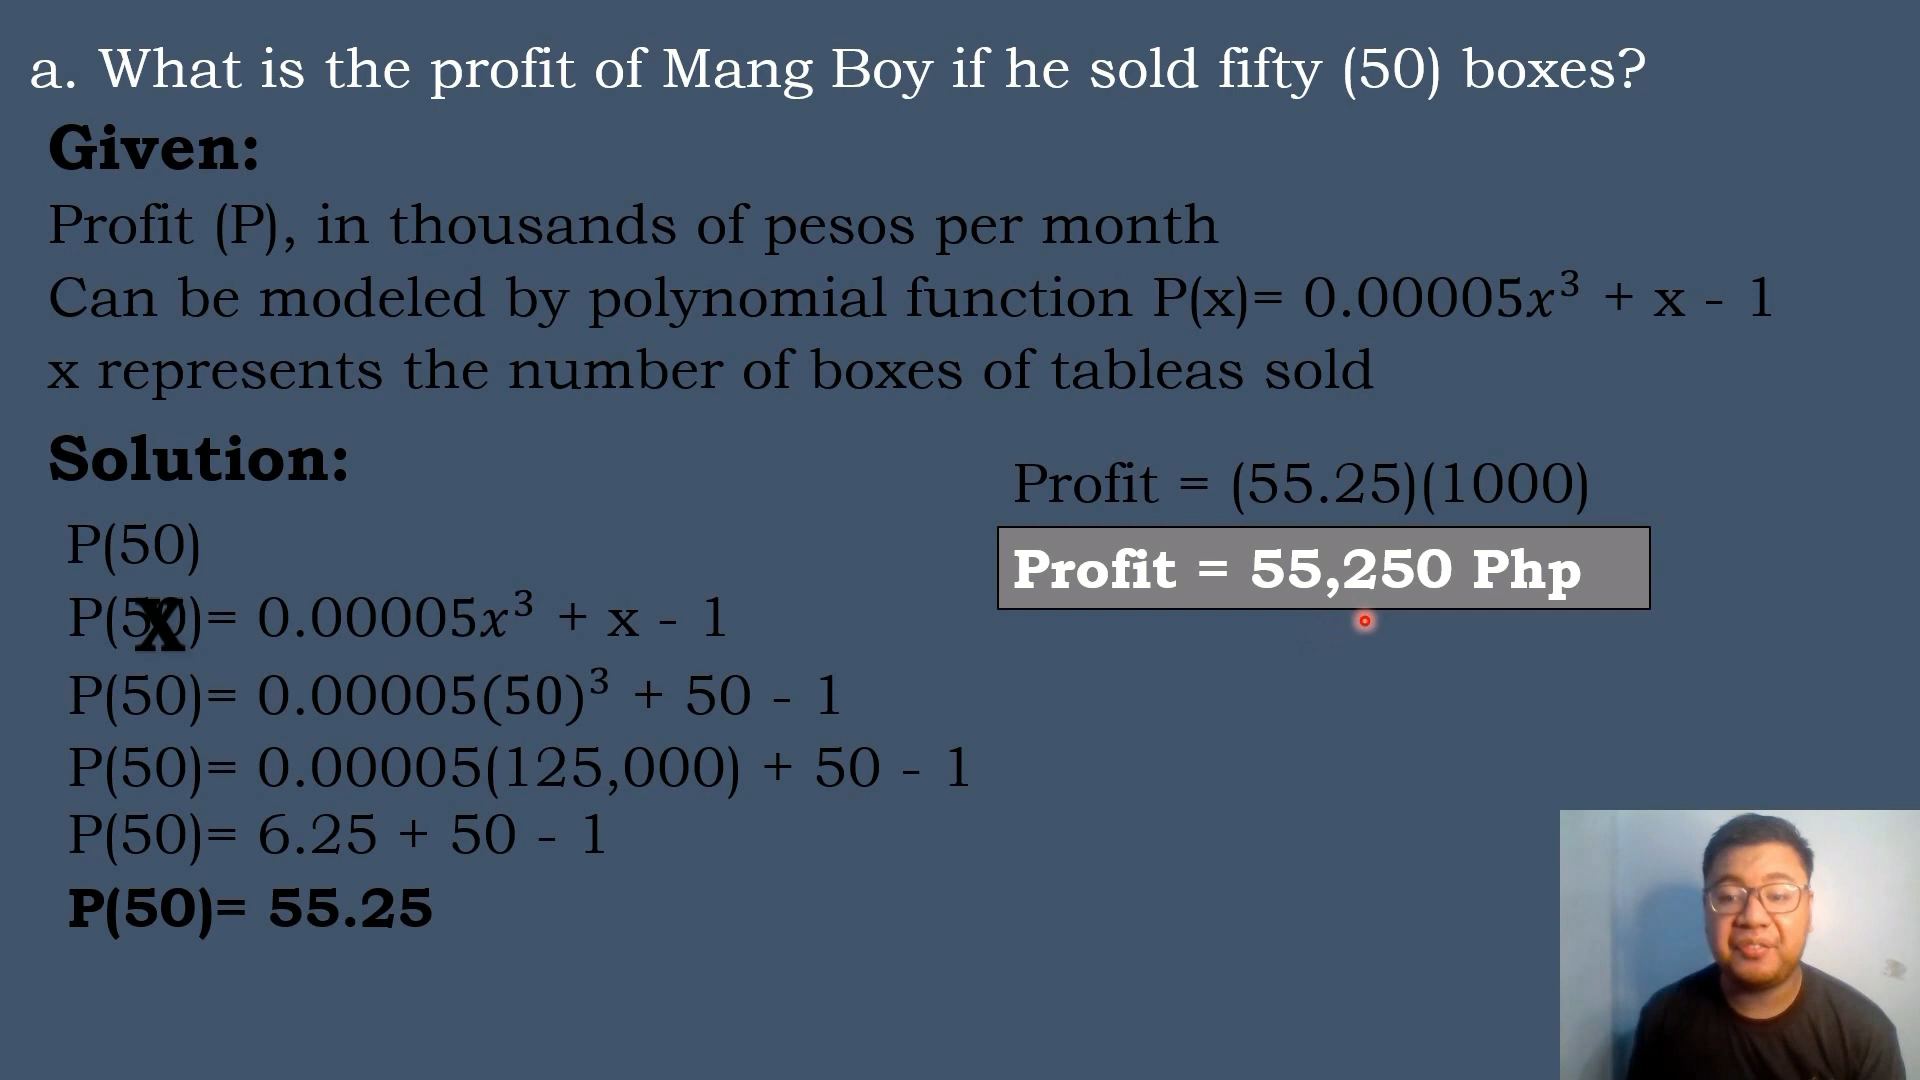 a. What is the profit of Mang Boy if he sold fifty (50) boxes?
Given:
Profit (P), in thousands of pesos per month
Can be modeled by polynomial function P(x)= 0.00005x³ + x - 1
x represents the number of boxes of tableas sold
Solution:
P(50)
P(50)= 0.00005x³ + x - 1
x
P(50)= 0.00005(50)³ + 50 - 1
P(50)= 0.00005(125,000) + 50 - 1
P(50)= 6.25 + 50 - 1
P(50)= 55.25
Profit = (55.25)(1000)
Profit = 55,250 Php